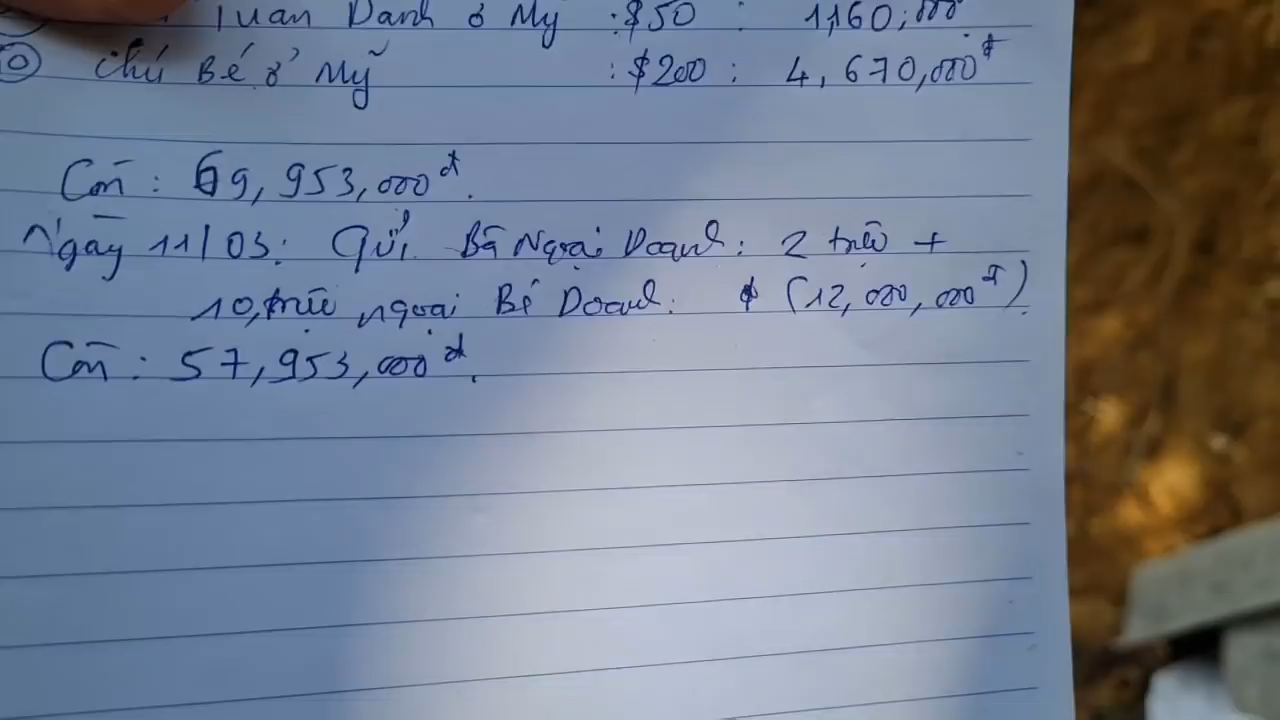 Tuan Danh ở Mỹ : $50 : 1,160,000
Chú Bé ở Mỹ : $200 : 4,670,000đ
Còn : 69,953,000đ.
Ngày 11/03: Gửi Bà Ngoại Doanh: 2 triệu +
10, triệu ngoại Bé Doanh. (12,000,000đ).
Còn : 57,953,000đ.